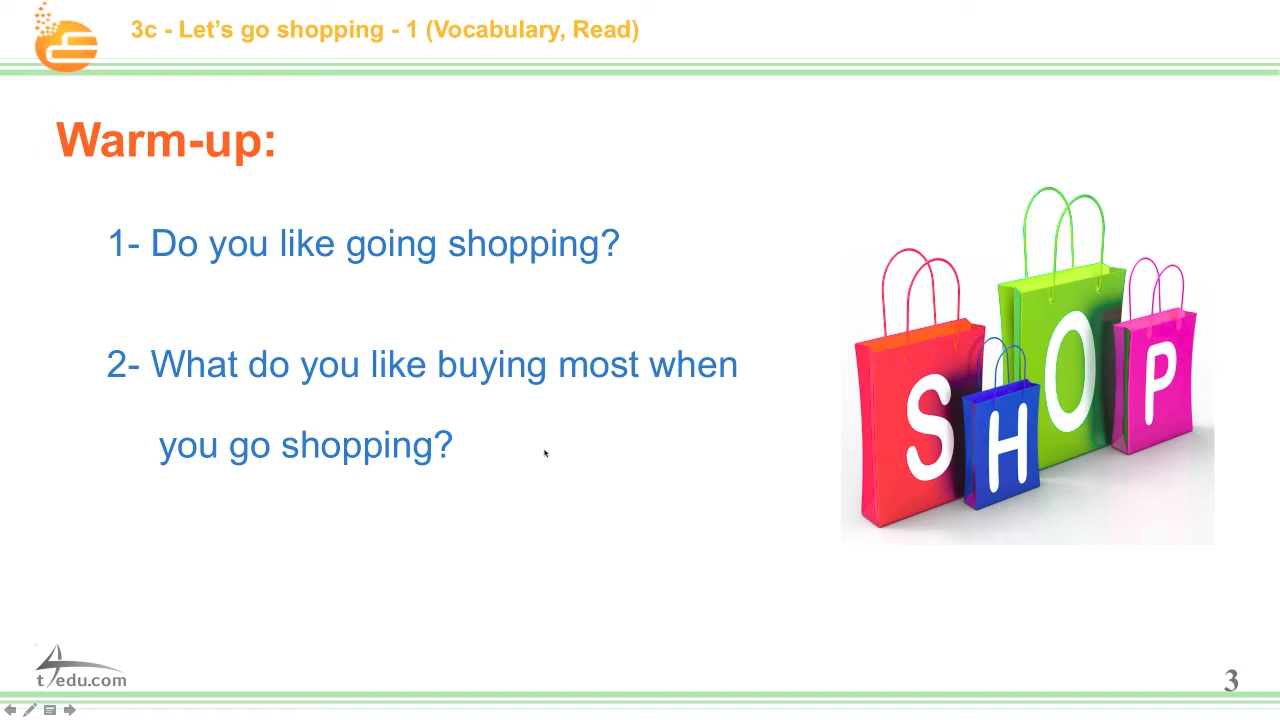 3c - Let's go shopping - 1 (Vocabulary, Read)
Warm-up:
1- Do you like going shopping?
2- What do you like buying most when
you go shopping?
S H O P
t4edu.com
3